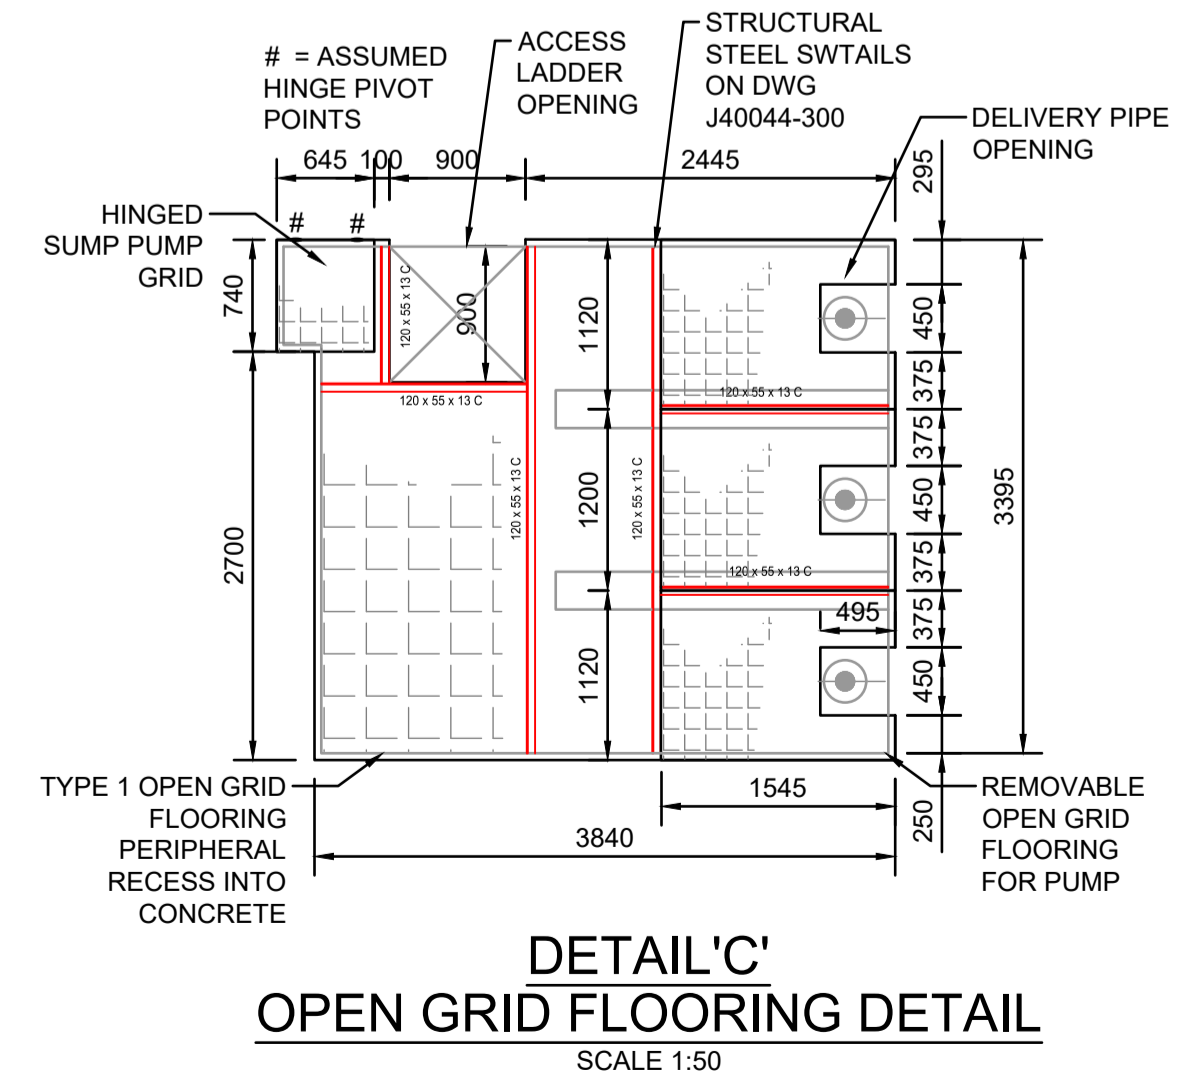 # = ASSUMED
HINGE PIVOT
POINTS
ACCESS
LADDER
OPENING
STRUCTURAL
STEEL SWTAILS
ON DWG
J40044-300
DELIVERY PIPE
OPENING
645
100
900
2445
295
HINGED
SUMP PUMP
GRID
#
#
740
120 x 55 x 13 C
900
1120
450
375
120 x 55 x 13 C
120 x 55 x 13 C
375
2700
120 x 55 x 13 C
1200
120 x 55 x 13 C
450
3395
375
120 x 55 x 13 C
495
375
1120
450
TYPE 1 OPEN GRID
FLOORING
PERIPHERAL
RECESS INTO
CONCRETE
1545
250
3840
REMOVABLE
OPEN GRID
FLOORING
FOR PUMP
DETAIL'C'
OPEN GRID FLOORING DETAIL
SCALE 1:50